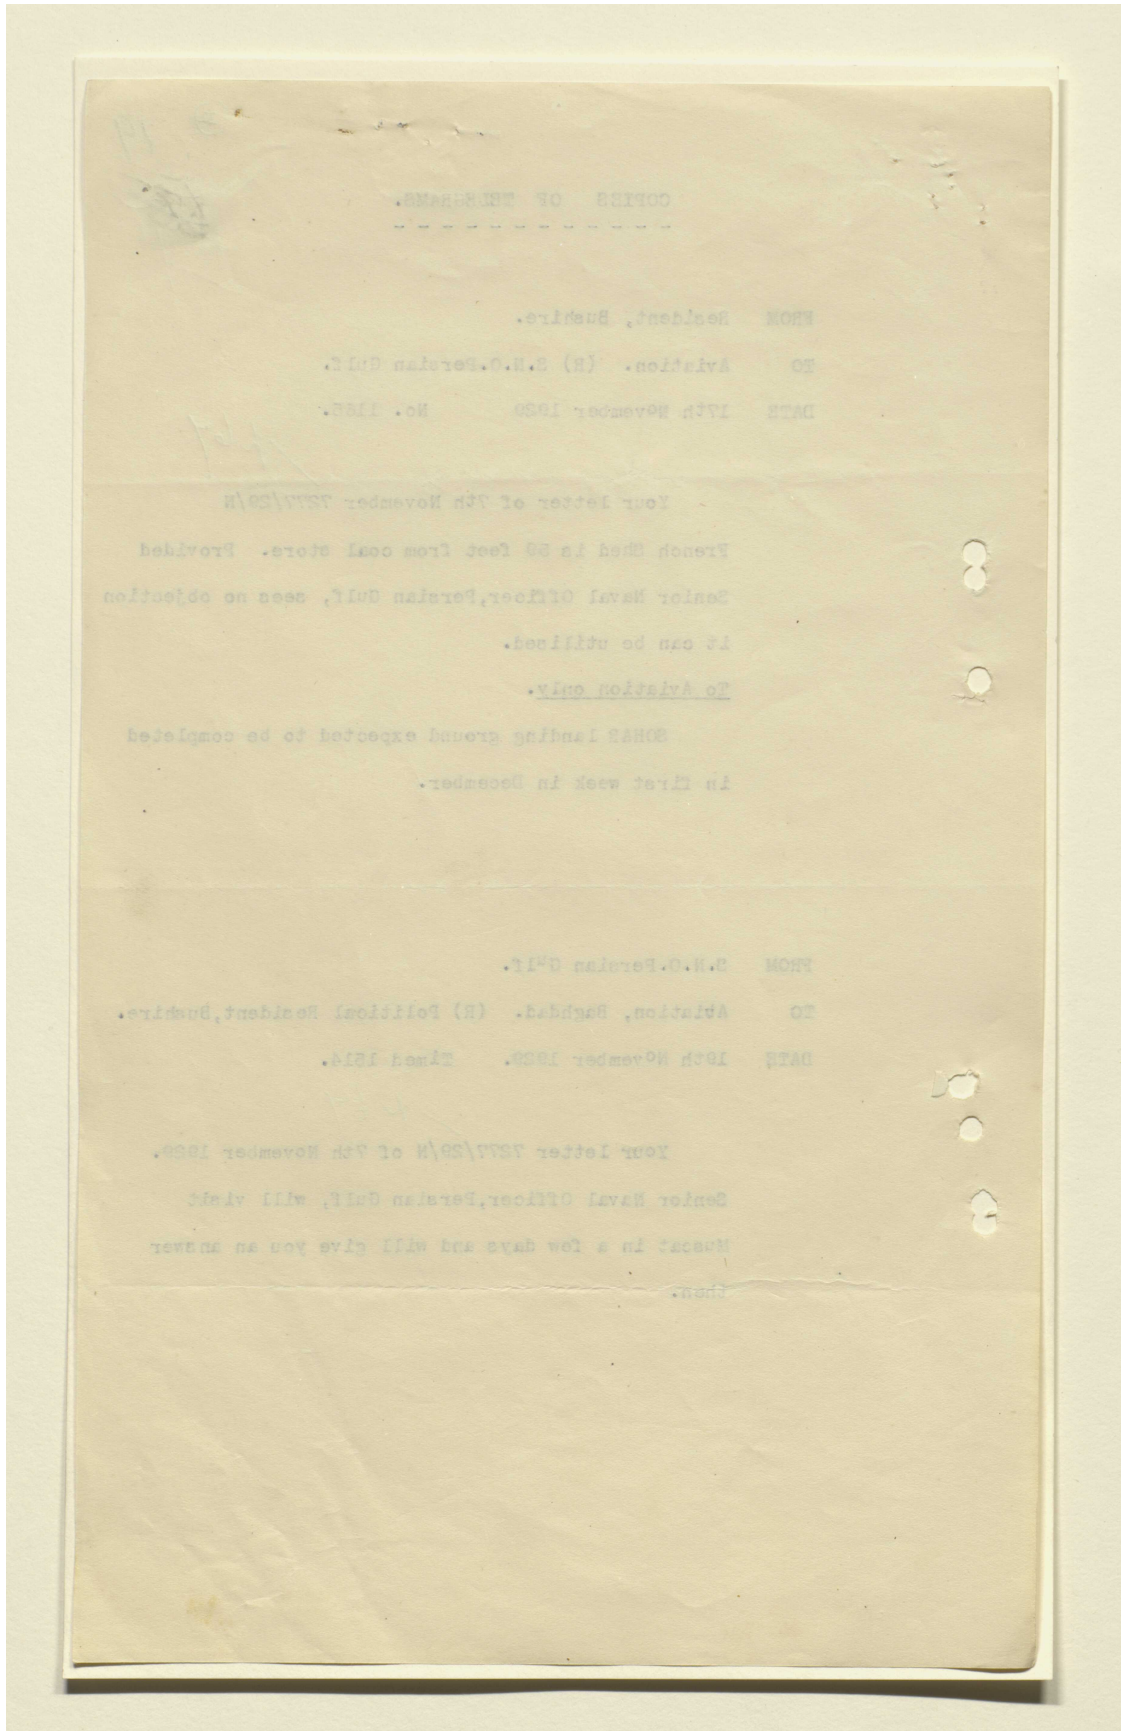 COPIES OF TELEGRAMS.
FROM Resident, Bushire.
TO Aviation. (R) S.N.O.Persian Gulf.
DATE 17th November 1929 No.
Your letter of 7th November 7277/29/N
French Shed is 50 feet from coal store. Provided
Senior Naval Officer,Persian Gulf, sees no objection
it can be utilised.
To Aviation only.
SOHAR landing ground expected to be completed
in first week in December.
FROM S.N.O.Persian Gulf.
TO Aviation, Baghdad. (R) Political Resident,Bushire.
DATE 19th November 1929. Timed 1514.
Your letter 7277/29/N of 7th November 1929.
Senior Naval Officer,Persian Gulf, will visit
Muscat in a few days and will give you an answer
then.